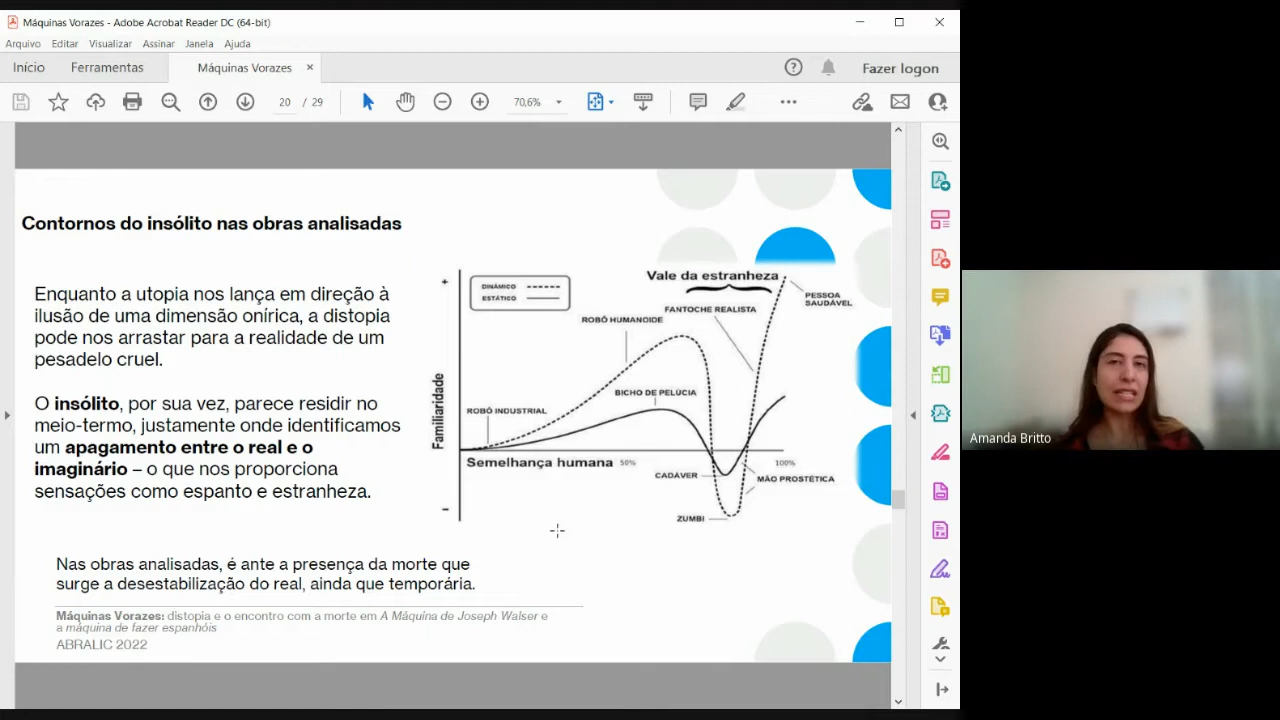 Máquinas Vorazes - Adobe Acrobat Reader DC (64-bit)
Arquivo Editar Visualizar Assinar Janela Ajuda
Início Ferramentas Máquinas Vorazes × Fazer logon
20 / 29 70,6%
Contornos do insólito nas obras analisadas
Enquanto a utopia nos lança em direção à
ilusão de uma dimensão onírica, a distopia
pode nos arrastar para a realidade de um
pesadelo cruel.
O insólito, por sua vez, parece residir no
meio-termo, justamente onde identificamos
um apagamento entre o real e o
imaginário – o que nos proporciona
sensações como espanto e estranheza.
+
DINÂMICO
ESTÁTICO
Vale da estranheza
PESSOA
SAUDÁVEL
FANTOCHE REALISTA
ROBÔ HUMANOIDE
BICHO DE PELÚCIA
ROBÔ INDUSTRIAL
Familiaridade
Semelhança humana 50% 100%
CADÁVER
MÃO PROSTÉTICA
–
ZUMBI
Nas obras analisadas, é ante a presença da morte que
surge a desestabilização do real, ainda que temporária.
Máquinas Vorazes: distopia e o encontro com a morte em A Máquina de Joseph Walser e
a máquina de fazer espanhóis
ABRALIC 2022
Amanda Britto